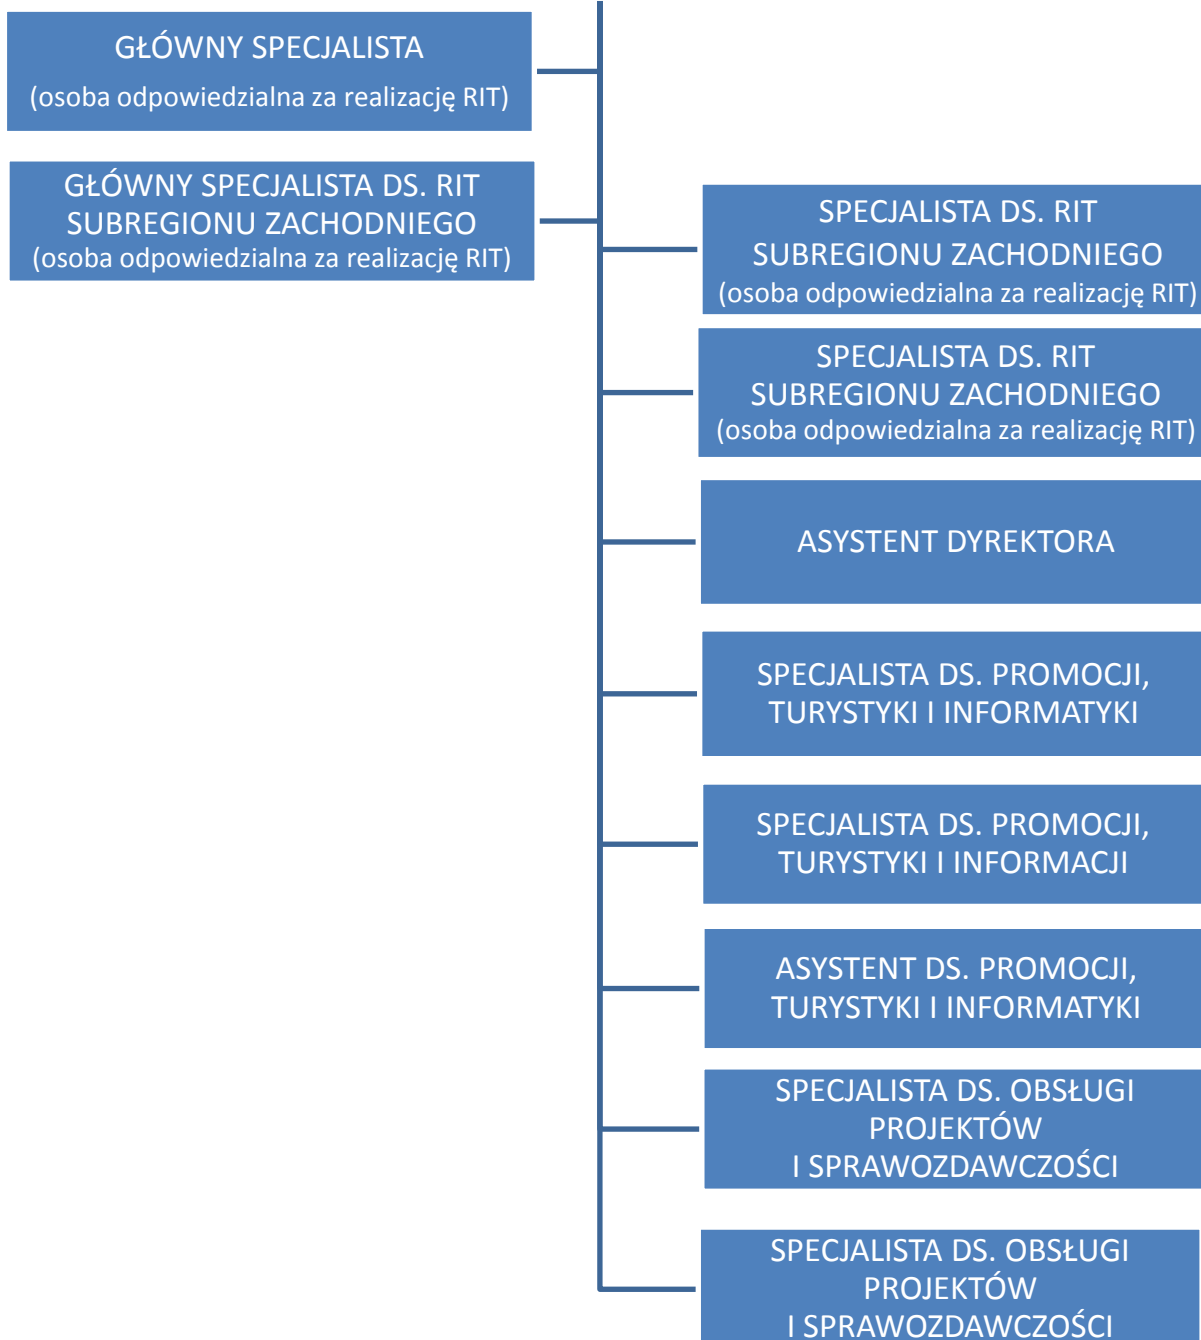 GŁÓWNY SPECJALISTA
(osoba odpowiedzialna za realizację RIT)
GŁÓWNY SPECJALISTA DS. RIT
SUBREGIONU ZACHODNIEGO
(osoba odpowiedzialna za realizację RIT)
SPECJALISTA DS. RIT
SUBREGIONU ZACHODNIEGO
(osoba odpowiedzialna za realizację RIT)
SPECJALISTA DS. RIT
SUBREGIONU ZACHODNIEGO
(osoba odpowiedzialna za realizację RIT)
ASYSTENT DYREKTORA
SPECJALISTA DS. PROMOCJI,
TURYSTYKI I INFORMATYKI
SPECJALISTA DS. PROMOCJI,
TURYSTYKI I INFORMACJI
ASYSTENT DS. PROMOCJI,
TURYSTYKI I INFORMATYKI
SPECJALISTA DS. OBSŁUGI
PROJEKTÓW
I SPRAWOZDAWCZOŚCI
SPECJALISTA DS. OBSŁUGI
PROJEKTÓW
I SPRAWOZDAWCZOŚCI